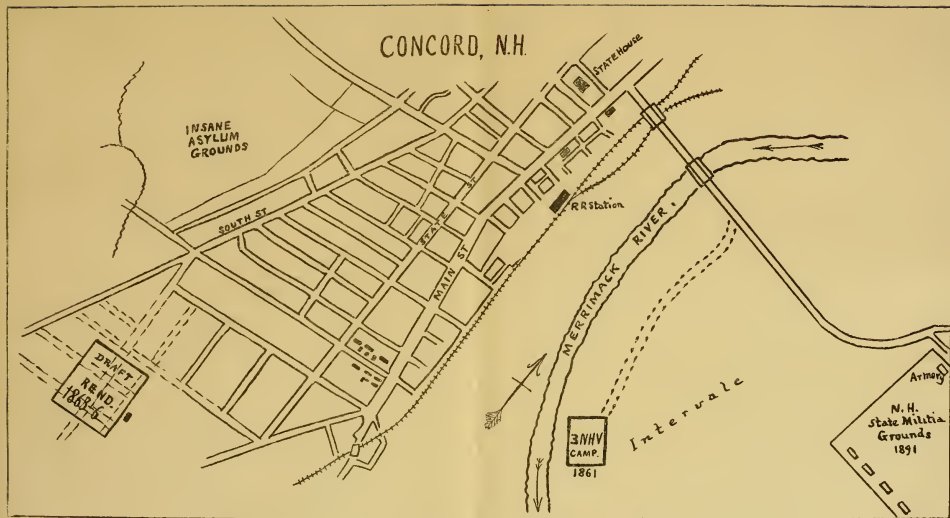 CONCORD, N.H.
STATE HOUSE
INSANE
ASYLUM
GROUNDS
SOUTH ST
STATE ST
MAIN ST
RR Station
MERRIMACK RIVER.
Intervale
DRAFT
REND.
3NHV
CAMP.
1861
Armory
N.H.
State Militia
Grounds
1891